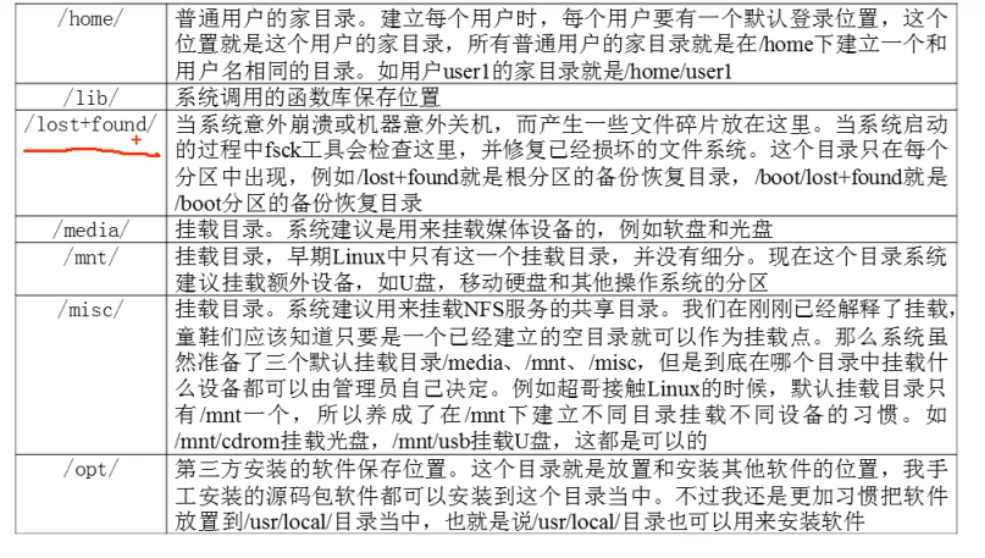 /home/ 普通用户的家目录。建立每个用户时，每个用户要有一个默认登录位置，这个
位置就是这个用户的家目录，所有普通用户的家目录就是在/home下建立一个和
用户名相同的目录。如用户user1的家目录就是/home/user1
/lib/ 系统调用的函数库保存位置
/lost+found/ 当系统意外崩溃或机器意外关机，而产生一些文件碎片放在这里。当系统启动
的过程中fsck工具会检查这里，并修复已经损坏的文件系统。这个目录只在每个
分区中出现，例如/lost+found就是根分区的备份恢复目录，/boot/lost+found就是
/boot分区的备份恢复目录
/media/ 挂载目录。系统建议是用来挂载媒体设备的，例如软盘和光盘
/mnt/ 挂载目录，早期Linux中只有这一个挂载目录，并没有细分。现在这个目录系统
建议挂载额外设备，如U盘，移动硬盘和其他操作系统的分区
/misc/ 挂载目录。系统建议用来挂载NFS服务的共享目录。我们在刚刚已经解释了挂载，
童鞋们应该知道只要是一个已经建立的空目录就可以作为挂载点。那么系统虽
然准备了三个默认挂载目录/media、/mnt、/misc，但是到底在哪个目录中挂载什
么设备都可以由管理员自己决定。例如超哥接触Linux的时候，默认挂载目录只
有/mnt一个，所以养成了在/mnt下建立不同目录挂载不同设备的习惯。如
/mnt/cdrom挂载光盘，/mnt/usb挂载U盘，这都是可以的
/opt/ 第三方安装的软件保存位置。这个目录就是放置和安装其他软件的位置，我手
工安装的源码包软件都可以安装到这个目录当中。不过我还是更加习惯把软件
放置到/usr/local/目录当中，也就是说/usr/local/目录也可以用来安装软件